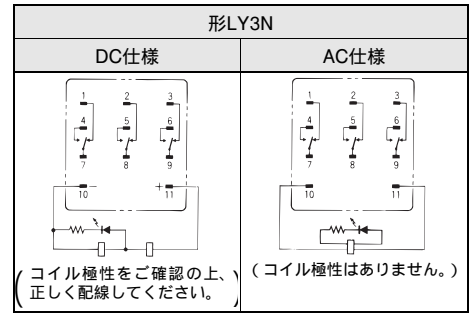 形LY3N
DC仕様
AC仕様
1 2 3
4 5 6
7 8 9
− +
10 11
1 2 3
4 5 6
7 8 9
10 11
(コイル極性をご確認の上、
正しく配線してください。)
(コイル極性はありません。)